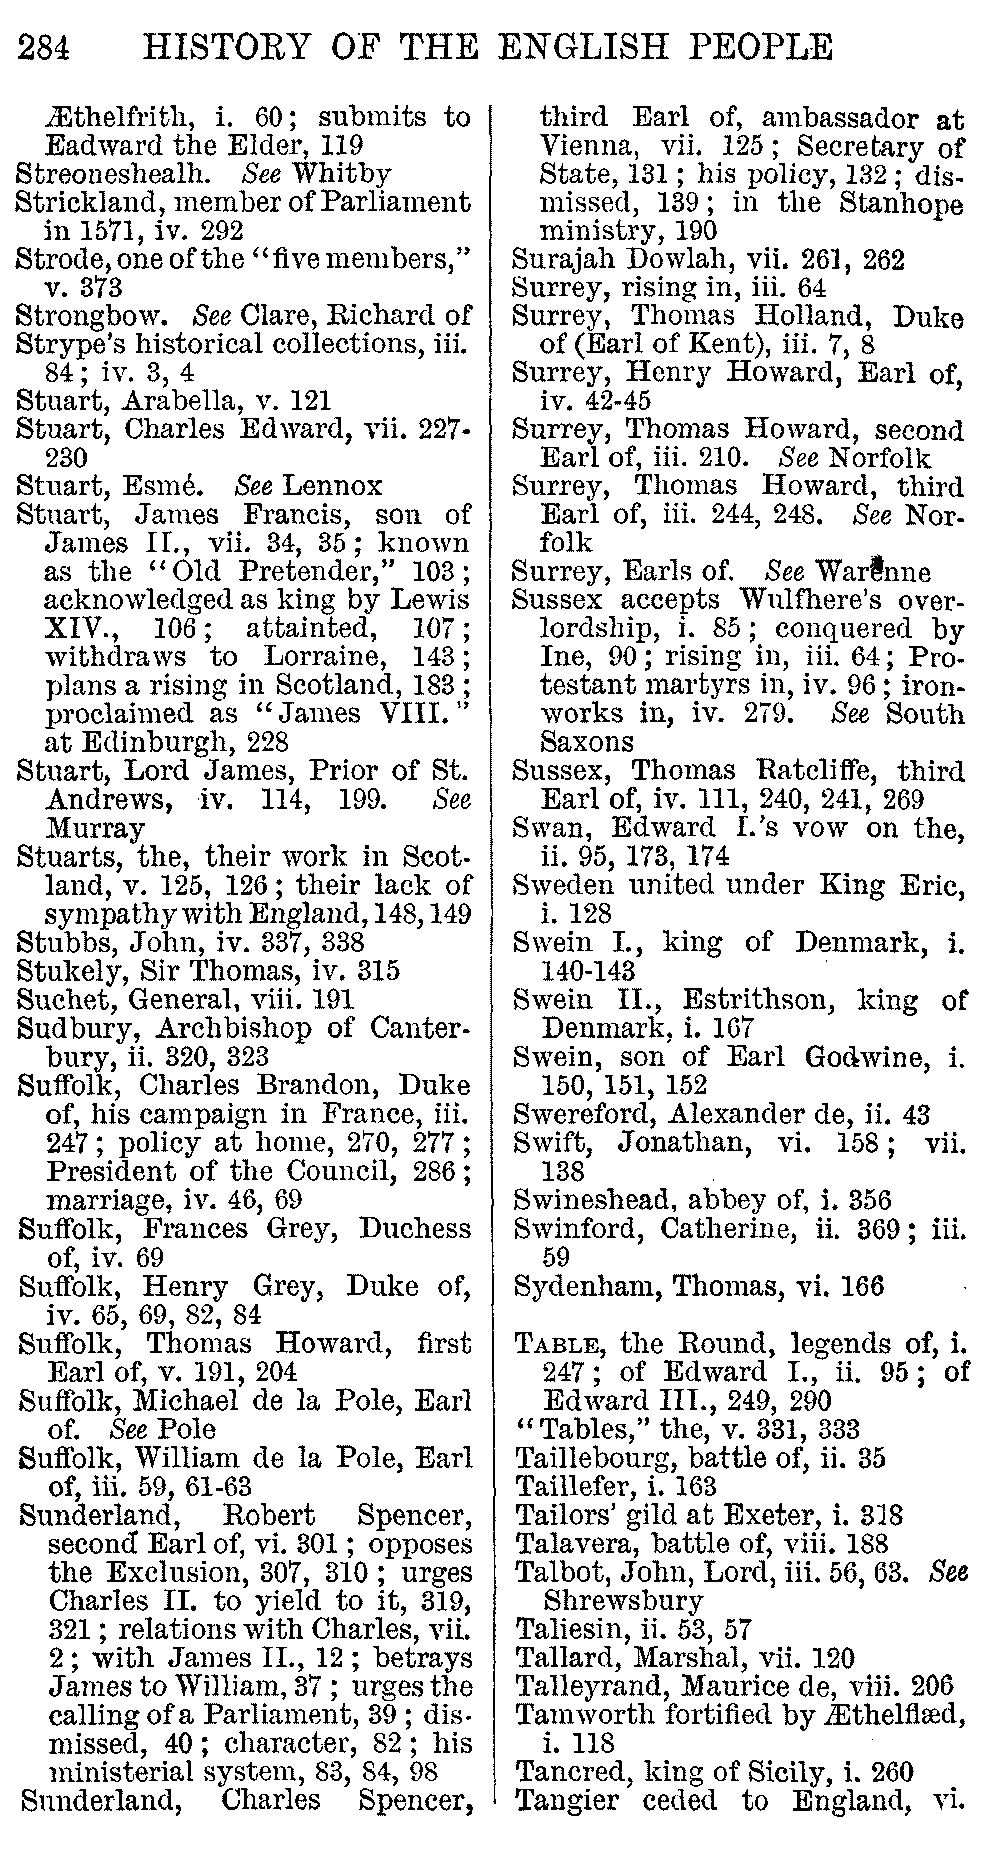 284 HISTORY OF THE ENGLISH PEOPLE
Æthelfrith, i. 60; submits to
Eadward the Elder, 119
Streoneshealh. See Whitby
Strickland, member of Parliament
in 1571, iv. 292
Strode, one of the "five members,"
v. 373
Strongbow. See Clare, Richard of
Strype's historical collections, iii.
84; iv. 3, 4
Stuart, Arabella, v. 121
Stuart, Charles Edward, vii. 227-
230
Stuart, Esmé. See Lennox
Stuart, James Francis, son of
James II., vii. 34, 35; known
as the "Old Pretender," 103;
acknowledged as king by Lewis
XIV., 106; attainted, 107;
withdraws to Lorraine, 143;
plans a rising in Scotland, 183;
proclaimed as "James VIII."
at Edinburgh, 228
Stuart, Lord James, Prior of St.
Andrews, iv. 114, 199. See
Murray
Stuarts, the, their work in Scot-
land, v. 125, 126; their lack of
sympathy with England, 148, 149
Stubbs, John, iv. 337, 338
Stukely, Sir Thomas, iv. 315
Suchet, General, viii. 191
Sudbury, Archbishop of Canter-
bury, ii. 320, 323
Suffolk, Charles Brandon, Duke
of, his campaign in France, iii.
247; policy at home, 270, 277;
President of the Council, 286;
marriage, iv. 46, 69
Suffolk, Frances Grey, Duchess
of, iv. 69
Suffolk, Henry Grey, Duke of,
iv. 65, 69, 82, 84
Suffolk, Thomas Howard, first
Earl of, v. 191, 204
Suffolk, Michael de la Pole, Earl
of. See Pole
Suffolk, William de la Pole, Earl
of, iii. 59, 61-63
Sunderland, Robert Spencer,
second Earl of, vi. 301; opposes
the Exclusion, 307, 310; urges
Charles II. to yield to it, 319,
321; relations with Charles, vii.
2; with James II., 12; betrays
James to William, 37; urges the
calling of a Parliament, 39; dis-
missed, 40; character, 82; his
ministerial system, 83, 84, 98
Sunderland, Charles Spencer,
third Earl of, ambassador at
Vienna, vii. 125; Secretary of
State, 131; his policy, 132; dis-
missed, 139; in the Stanhope
ministry, 190
Surajah Dowlah, vii. 261, 262
Surrey, rising in, iii. 64
Surrey, Thomas Holland, Duke
of (Earl of Kent), iii. 7, 8
Surrey, Henry Howard, Earl of,
iv. 42-45
Surrey, Thomas Howard, second
Earl of, iii. 210. See Norfolk
Surrey, Thomas Howard, third
Earl of, iii. 244, 248. See Nor-
folk
Surrey, Earls of. See Warenne
Sussex accepts Wulfhere's over-
lordship, i. 85; conquered by
Ine, 90; rising in, iii. 64; Pro-
testant martyrs in, iv. 96; iron-
works in, iv. 279. See South
Saxons
Sussex, Thomas Ratcliffe, third
Earl of, iv. 111, 240, 241, 269
Swan, Edward I.'s vow on the,
ii. 95, 173, 174
Sweden united under King Eric,
i. 128
Swein I., king of Denmark, i.
140-143
Swein II., Estrithson, king of
Denmark, i. 167
Swein, son of Earl Godwine, i.
150, 151, 152
Swereford, Alexander de, ii. 43
Swift, Jonathan, vi. 158; vii.
138
Swineshead, abbey of, i. 356
Swinford, Catherine, ii. 369; iii.
59
Sydenham, Thomas, vi. 166
TABLE, the Round, legends of, i.
247; of Edward I., ii. 95; of
Edward III., 249, 290
"Tables," the, v. 331, 333
Taillebourg, battle of, ii. 35
Taillefer, i. 163
Tailors' gild at Exeter, i. 318
Talavera, battle of, viii. 188
Talbot, John, Lord, iii. 56, 63. See
Shrewsbury
Taliesin, ii. 53, 57
Tallard, Marshal, vii. 120
Talleyrand, Maurice de, viii. 206
Tamworth fortified by Æthelflæd,
i. 118
Tancred, king of Sicily, i. 260
Tangier ceded to England, vi.